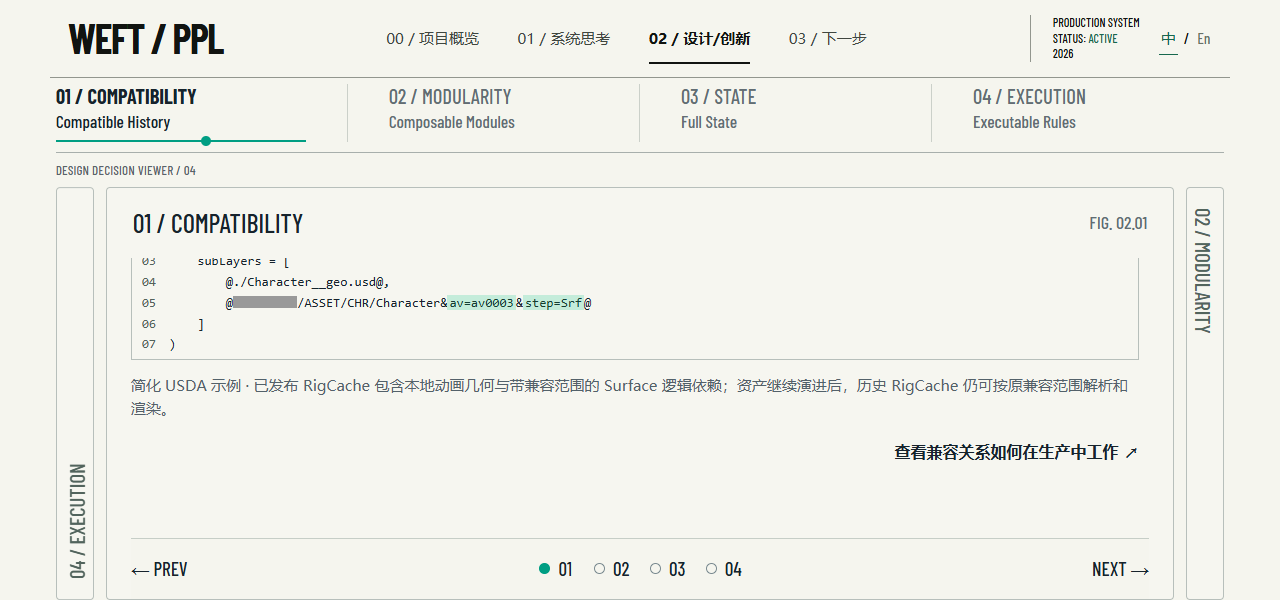 WEFT / PPL
00 / 项目概览
01 / 系统思考
02 / 设计/创新
03 / 下一步
PRODUCTION SYSTEM
STATUS: ACTIVE
2026
中 / En
01 / COMPATIBILITY
Compatible History
02 / MODULARITY
Composable Modules
03 / STATE
Full State
04 / EXECUTION
Executable Rules
DESIGN DECISION VIEWER / 04
04 / EXECUTION
01 / COMPATIBILITY
FIG. 02.01
03 subLayers = [
04 @./Character__geo.usd@,
05 @/ASSET/CHR/Character&av=av0003&step=Srf@
06 ]
07 )
简化 USDA 示例 · 已发布 RigCache 包含本地动画几何与带兼容范围的 Surface 逻辑依赖；资产继续演进后，历史 RigCache 仍可按原兼容范围解析和
渲染。
查看兼容关系如何在生产中工作 ↗
← PREV
01
02
03
04
NEXT →
02 / MODULARITY